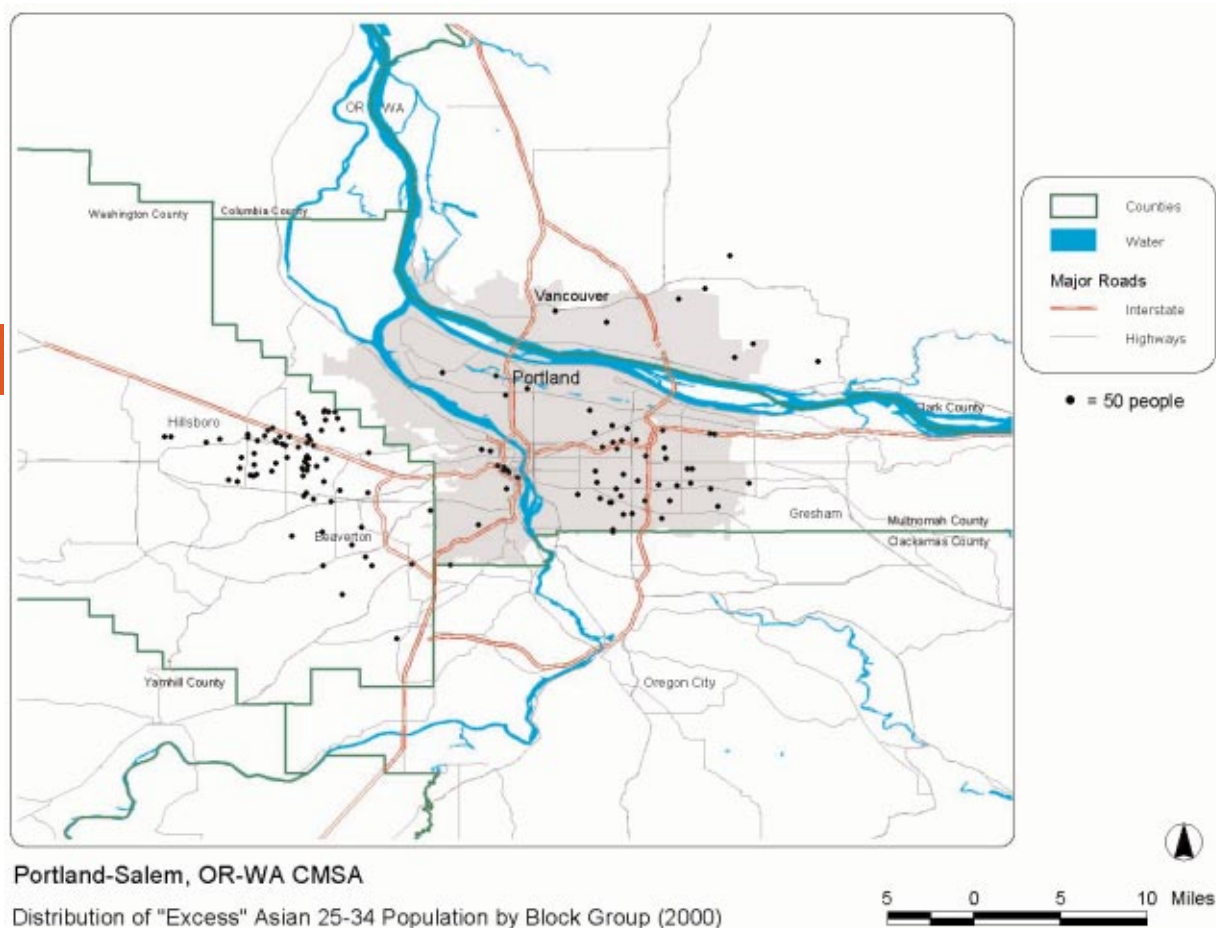 OR
WA
Washington County
Columbia County
Vancouver
Portland
Clark County
Hillsboro
Beaverton
Gresham
Multnomah County
Clackamas County
Yamhill County
Oregon City
Counties
Water
Major Roads
Interstate
Highways
= 50 people
Portland-Salem, OR-WA CMSA
Distribution of "Excess" Asian 25-34 Population by Block Group (2000)
5 0 5 10 Miles